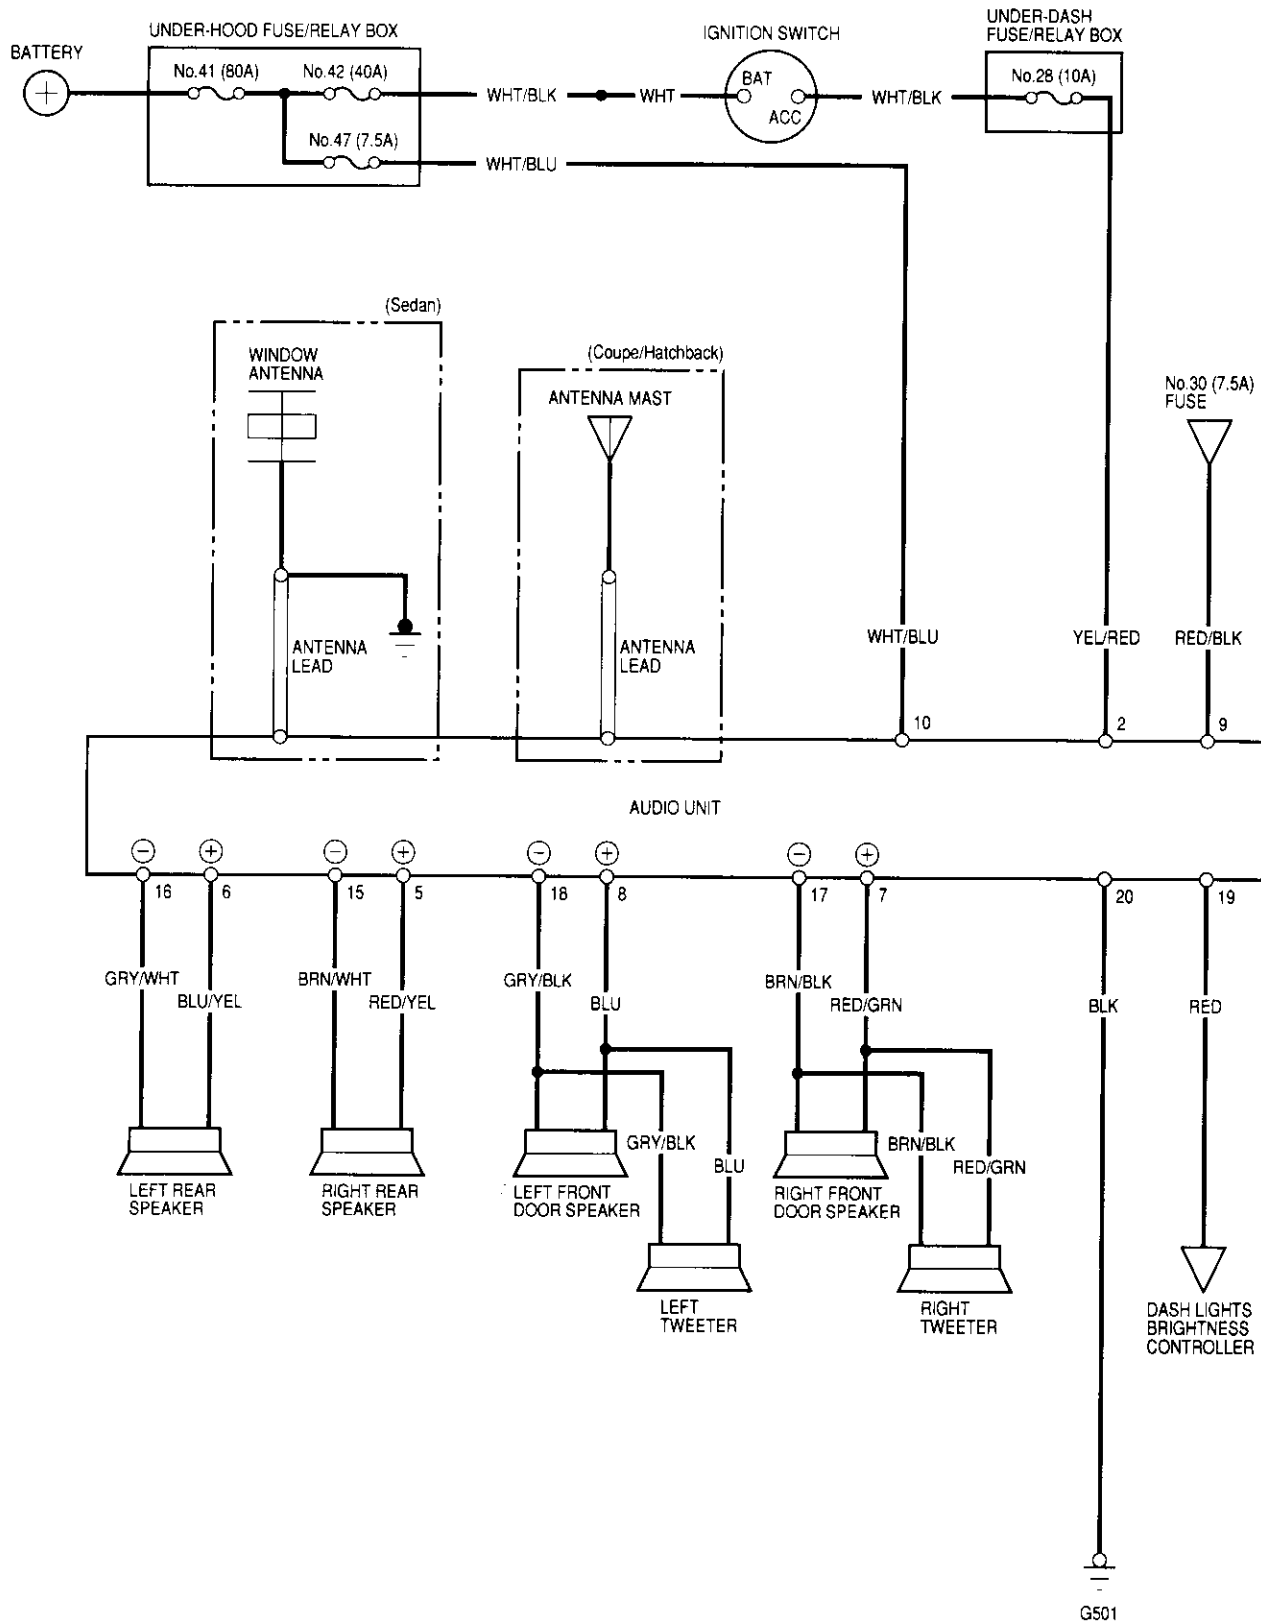 BATTERY
UNDER-HOOD FUSE/RELAY BOX
No.41 (80A)
No.42 (40A)
No.47 (7.5A)
WHT/BLK
WHT
WHT/BLU
IGNITION SWITCH
BAT
ACC
WHT/BLK
UNDER-DASH
FUSE/RELAY BOX
No.28 (10A)
(Sedan)
WINDOW
ANTENNA
ANTENNA
LEAD
(Coupe/Hatchback)
ANTENNA MAST
ANTENNA
LEAD
No.30 (7.5A)
FUSE
WHT/BLU
YEL/RED
RED/BLK
10
2
9
AUDIO UNIT
− + − + − + − +
16
6
15
5
18
8
17
7
20
19
GRY/WHT
BLU/YEL
BRN/WHT
RED/YEL
GRY/BLK
BLU
BRN/BLK
RED/GRN
BLK
RED
GRY/BLK
BLU
BRN/BLK
RED/GRN
LEFT REAR
SPEAKER
RIGHT REAR
SPEAKER
LEFT FRONT
DOOR SPEAKER
RIGHT FRONT
DOOR SPEAKER
LEFT
TWEETER
RIGHT
TWEETER
DASH LIGHTS
BRIGHTNESS
CONTROLLER
G501